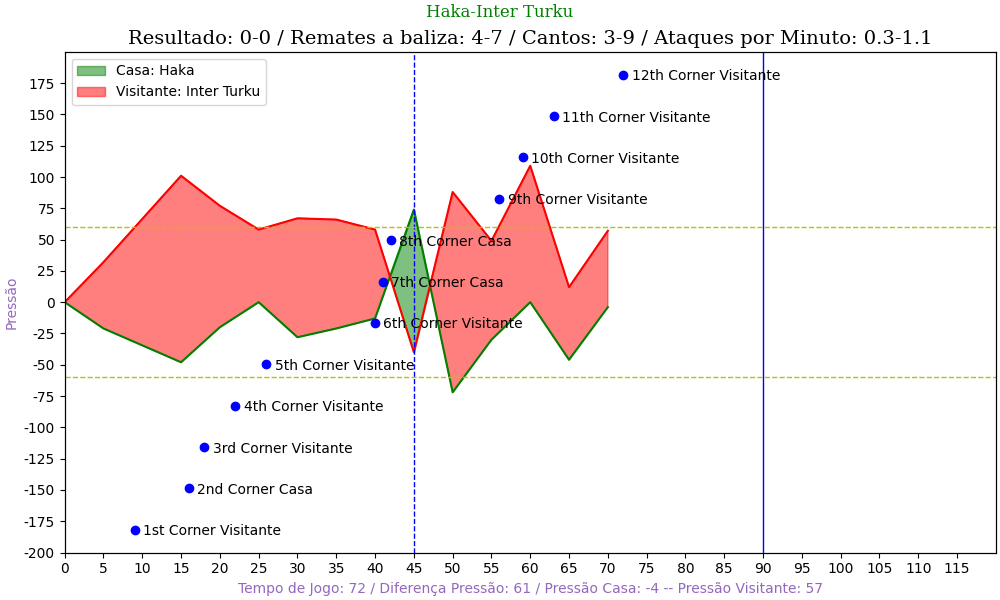 Haka-Inter Turku
Resultado: 0-0 / Remates a baliza: 4-7 / Cantos: 3-9 / Ataques por Minuto: 0.3-1.1
Casa: Haka
Visitante: Inter Turku
175
150
125
100
75
50
25
0
-25
-50
-75
-100
-125
-150
-175
-200
Pressão
12th Corner Visitante
11th Corner Visitante
10th Corner Visitante
9th Corner Visitante
8th Corner Casa
7th Corner Casa
6th Corner Visitante
5th Corner Visitante
4th Corner Visitante
3rd Corner Visitante
2nd Corner Casa
1st Corner Visitante
0 5 10 15 20 25 30 35 40 45 50 55 60 65 70 75 80 85 90 95 100 105 110 115
Tempo de Jogo: 72 / Diferença Pressão: 61 / Pressão Casa: -4 -- Pressão Visitante: 57